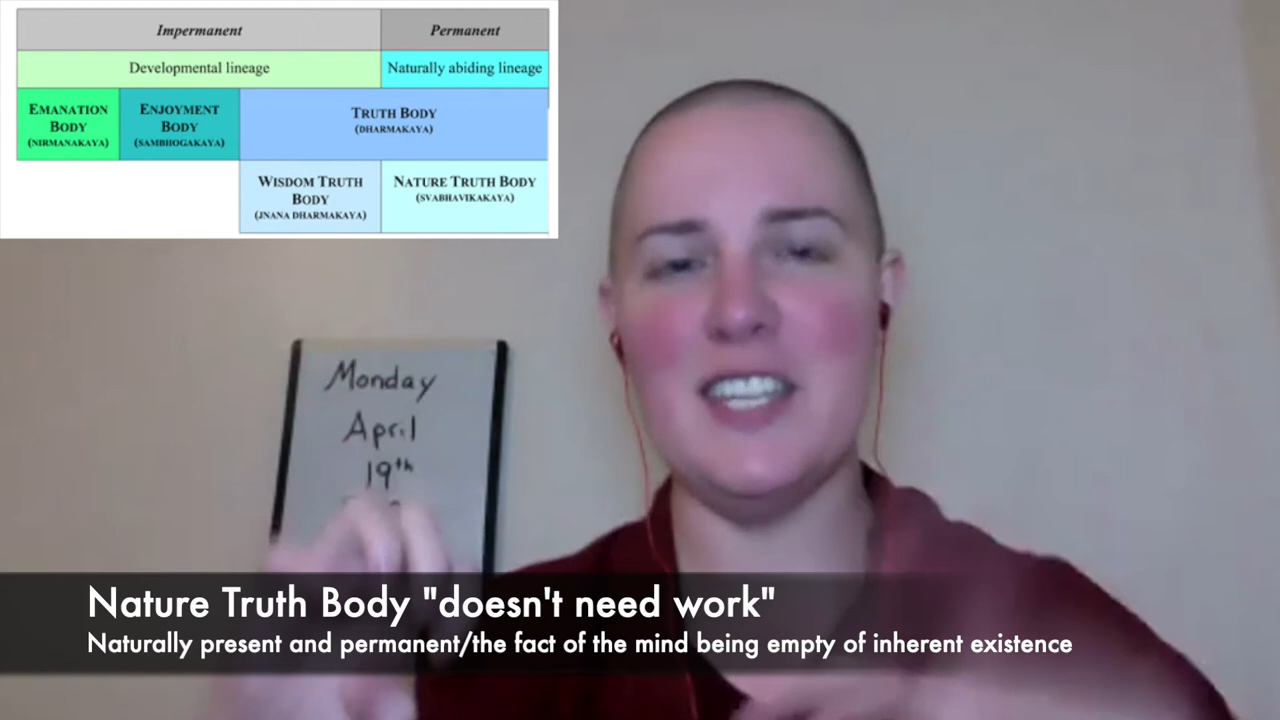 Impermanent
Permanent
Developmental lineage
Naturally abiding lineage
EMANATION
BODY
(NIRMANAKAYA)
ENJOYMENT
BODY
(SAMBHOGAKAYA)
TRUTH BODY
(DHARMAKAYA)
WISDOM TRUTH
BODY
(JNANA DHARMAKAYA)
NATURE TRUTH BODY
(SVABHAVIKAKAYA)
Monday
April
19th
Nature Truth Body "doesn't need work"
Naturally present and permanent/the fact of the mind being empty of inherent existence